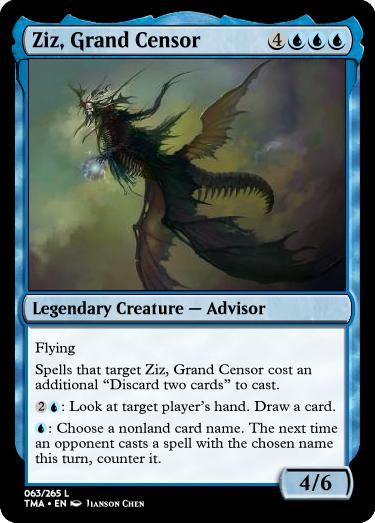 Ziz, Grand Censor 4
Legendary Creature — Advisor
Flying
Spells that target Ziz, Grand Censor cost an
additional “Discard two cards” to cast.
2: Look at target player's hand. Draw a card.
: Choose a nonland card name. The next time
an opponent casts a spell with the chosen name
this turn, counter it.
4/6
063/265 L
TMA • EN Jianson Chen